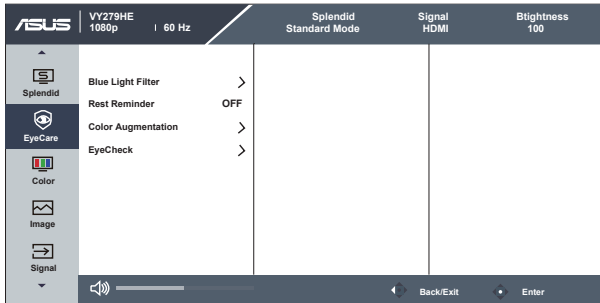 ASUS
VY279HE
1080p 60 Hz
Splendid
Standard Mode
Signal
HDMI
Btightness
100
Splendid
EyeCare
Color
Image
Signal
Blue Light Filter
Rest Reminder OFF
Color Augmentation
EyeCheck
Back/Exit
Enter